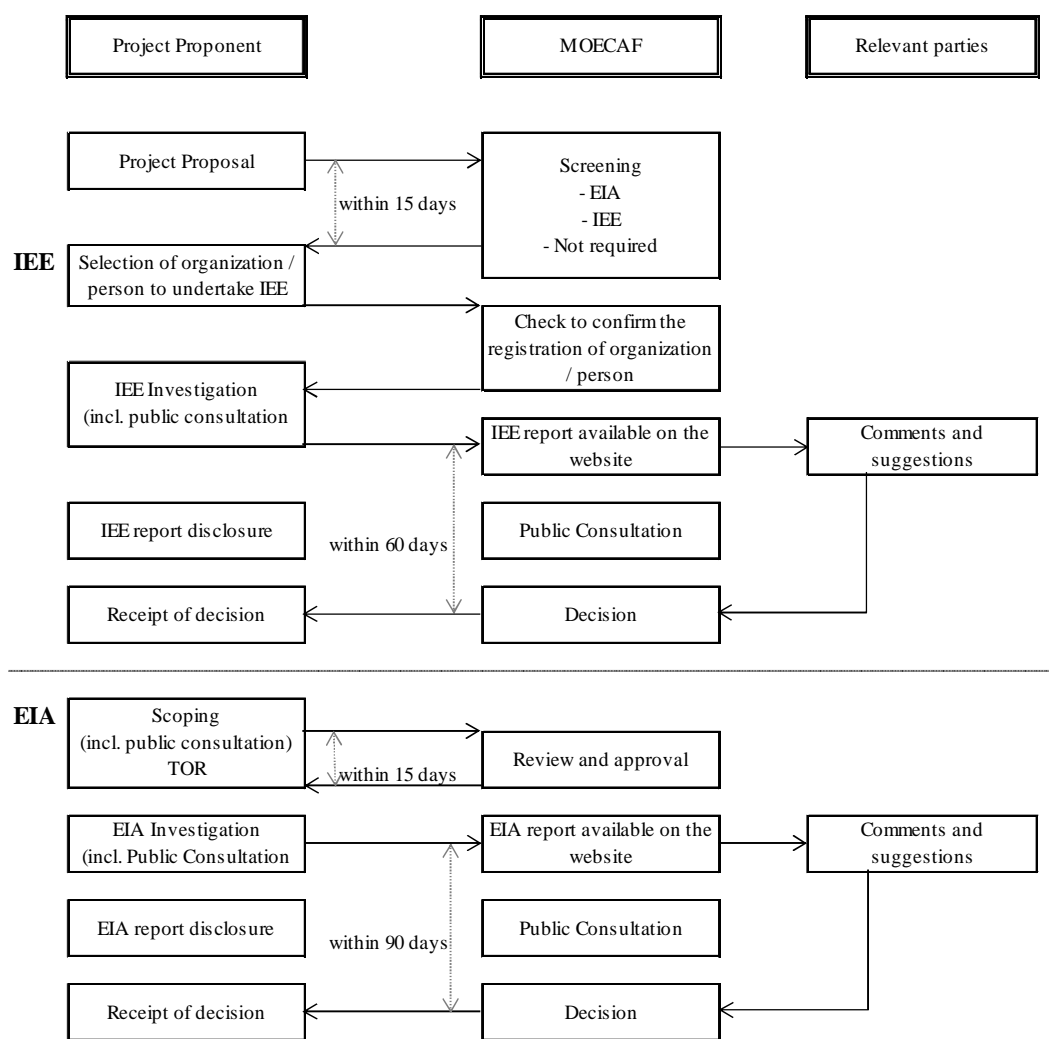 Project Proponent
MOECAF
Relevant parties
Project Proposal
Screening
- EIA
- IEE
- Not required
within 15 days
IEE
Selection of organization /
person to undertake IEE
Check to confirm the
registration of organization
/ person
IEE Investigation
(incl. public consultation
IEE report available on the
website
Comments and
suggestions
IEE report disclosure
within 60 days
Public Consultation
Receipt of decision
Decision
EIA
Scoping
(incl. public consultation)
TOR
within 15 days
Review and approval
EIA Investigation
(incl. Public Consultation
EIA report available on the
website
Comments and
suggestions
EIA report disclosure
within 90 days
Public Consultation
Receipt of decision
Decision